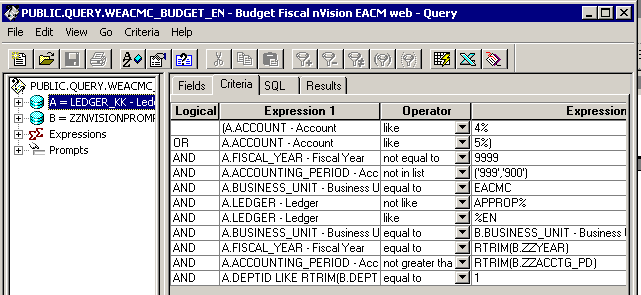 PUBLIC.QUERY.WEACMC_BUDGET_EN - Budget Fiscal nVision EACM web - Query
File Edit View Go Criteria Help
PUBLIC.QUERY.WEACMC_
A = LEDGER_KK - Led
B = ZZNVISIONPROMP
Expressions
Prompts
Fields Criteria SQL Results
Logical Expression 1 Operator Expression
(A.ACCOUNT - Account like 4%
OR A.ACCOUNT - Account like 5%)
AND A.FISCAL_YEAR - Fiscal Year not equal to 9999
AND A.ACCOUNTING_PERIOD - Acc not in list ('999','900')
AND A.BUSINESS_UNIT - Business U equal to EACMC
AND A.LEDGER - Ledger not like APPROP%
AND A.LEDGER - Ledger like %EN
AND A.BUSINESS_UNIT - Business U equal to B.BUSINESS_UNIT - Business
AND A.FISCAL_YEAR - Fiscal Year equal to RTRIM(B.ZZYEAR)
AND A.ACCOUNTING_PERIOD - Acc not greater tha RTRIM(B.ZZACCTG_PD)
AND A.DEPTID LIKE RTRIM(B.DEPT equal to 1